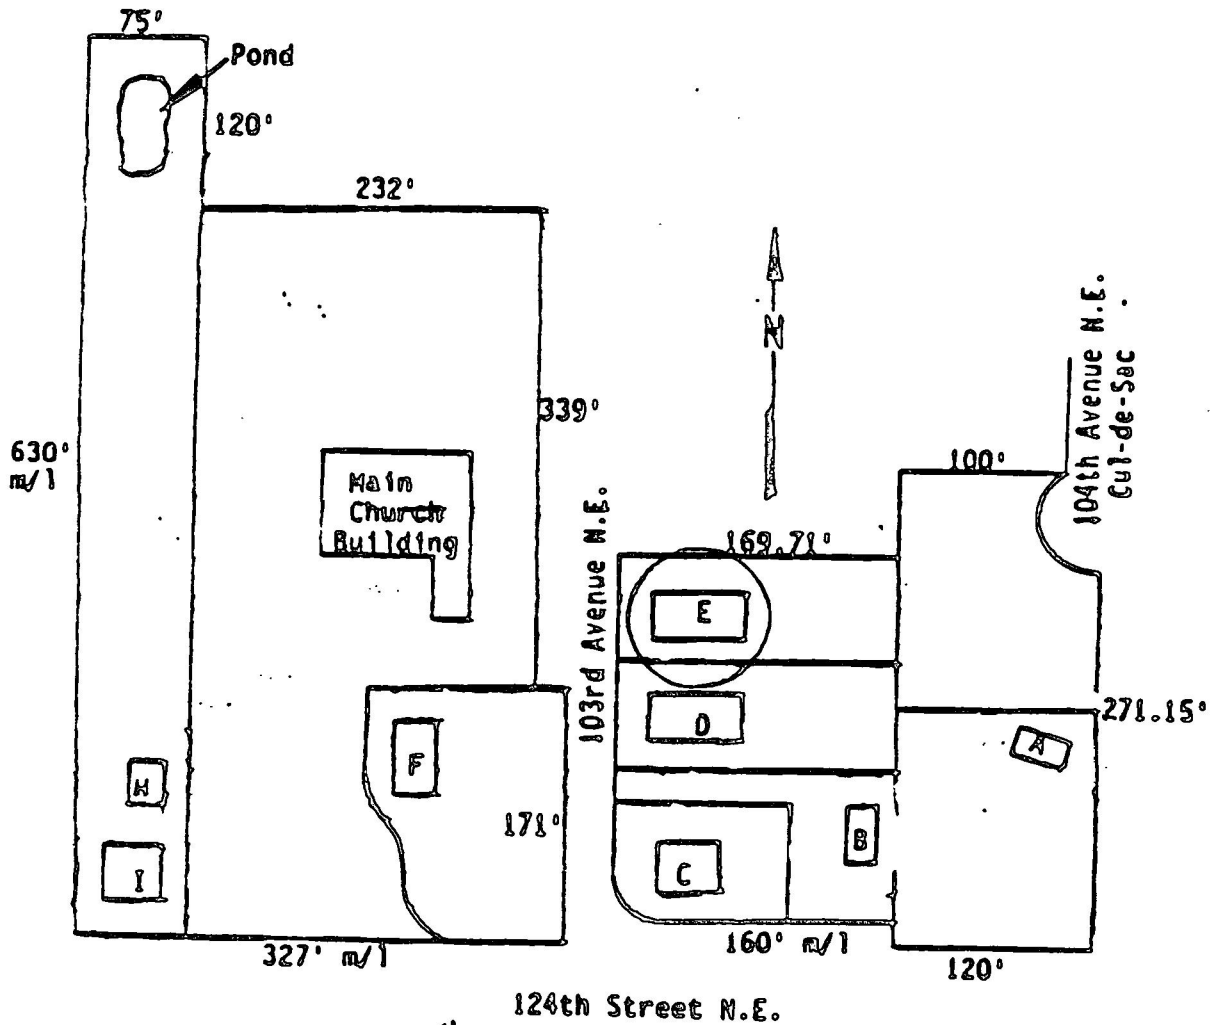 75'
Pond
120'
232'
N
104th Avenue N.E.
Cul-de-Sac
339'
630'
m/l
100'
Main
Church
Building
103rd Avenue N.E.
169.71'
E
D
271.15'
A
F
H
171'
B
C
I
327' m/l
160' m/l
120'
124th Street N.E.